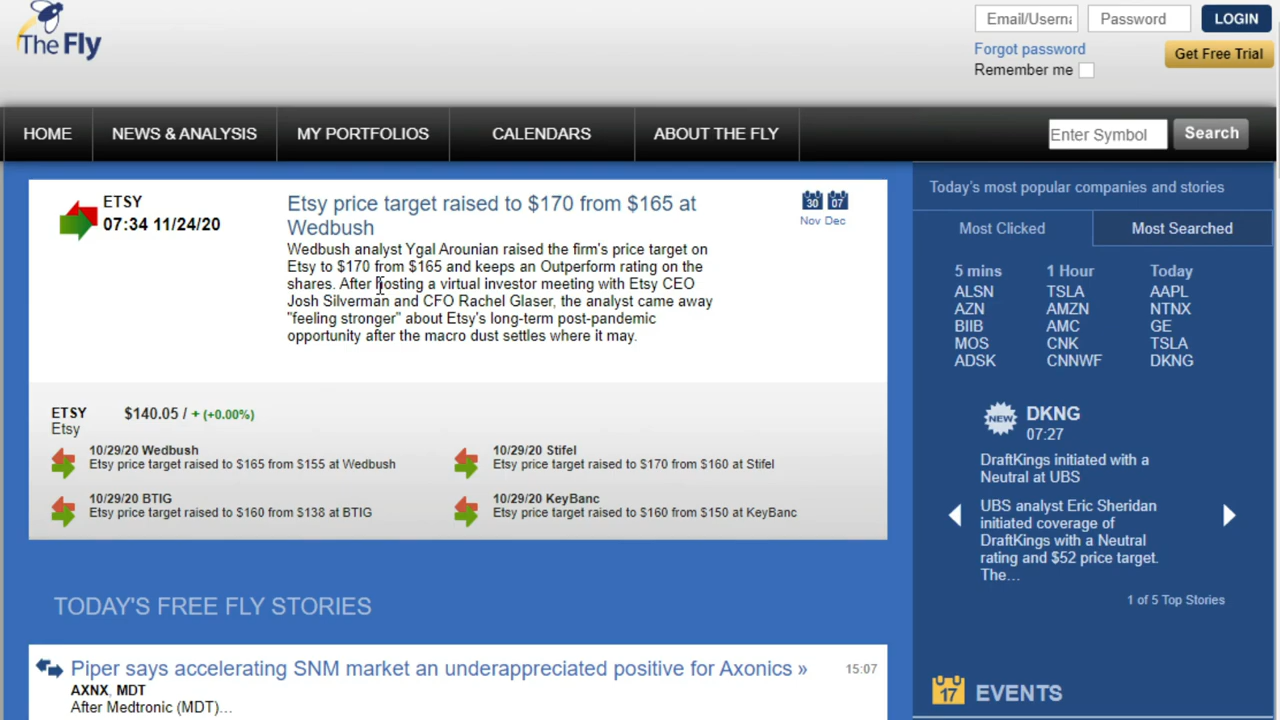 The Fly
Email/Userna
Password
LOGIN
Forgot password
Get Free Trial
Remember me
HOME
NEWS & ANALYSIS
MY PORTFOLIOS
CALENDARS
ABOUT THE FLY
Enter Symbol
Search
ETSY
07:34 11/24/20
Etsy price target raised to $170 from $165 at
Wedbush
Wedbush analyst Ygal Arounian raised the firm's price target on
Etsy to $170 from $165 and keeps an Outperform rating on the
shares. After hosting a virtual investor meeting with Etsy CEO
Josh Silverman and CFO Rachel Glaser, the analyst came away
"feeling stronger" about Etsy's long-term post-pandemic
opportunity after the macro dust settles where it may.
30 07
Nov Dec
ETSY $140.05 / + (+0.00%)
Etsy
10/29/20 Wedbush
Etsy price target raised to $165 from $155 at Wedbush
10/29/20 Stifel
Etsy price target raised to $170 from $160 at Stifel
10/29/20 BTIG
Etsy price target raised to $160 from $138 at BTIG
10/29/20 KeyBanc
Etsy price target raised to $160 from $150 at KeyBanc
TODAY'S FREE FLY STORIES
Piper says accelerating SNM market an underappreciated positive for Axonics » 15:07
AXNX, MDT
After Medtronic (MDT)...
Today's most popular companies and stories
Most Clicked Most Searched
5 mins 1 Hour Today
ALSN TSLA AAPL
AZN AMZN NTNX
BIIB AMC GE
MOS CNK TSLA
ADSK CNNWF DKNG
NEW DKNG
07:27
DraftKings initiated with a
Neutral at UBS
UBS analyst Eric Sheridan
initiated coverage of
DraftKings with a Neutral
rating and $52 price target.
The…
1 of 5 Top Stories
17 EVENTS